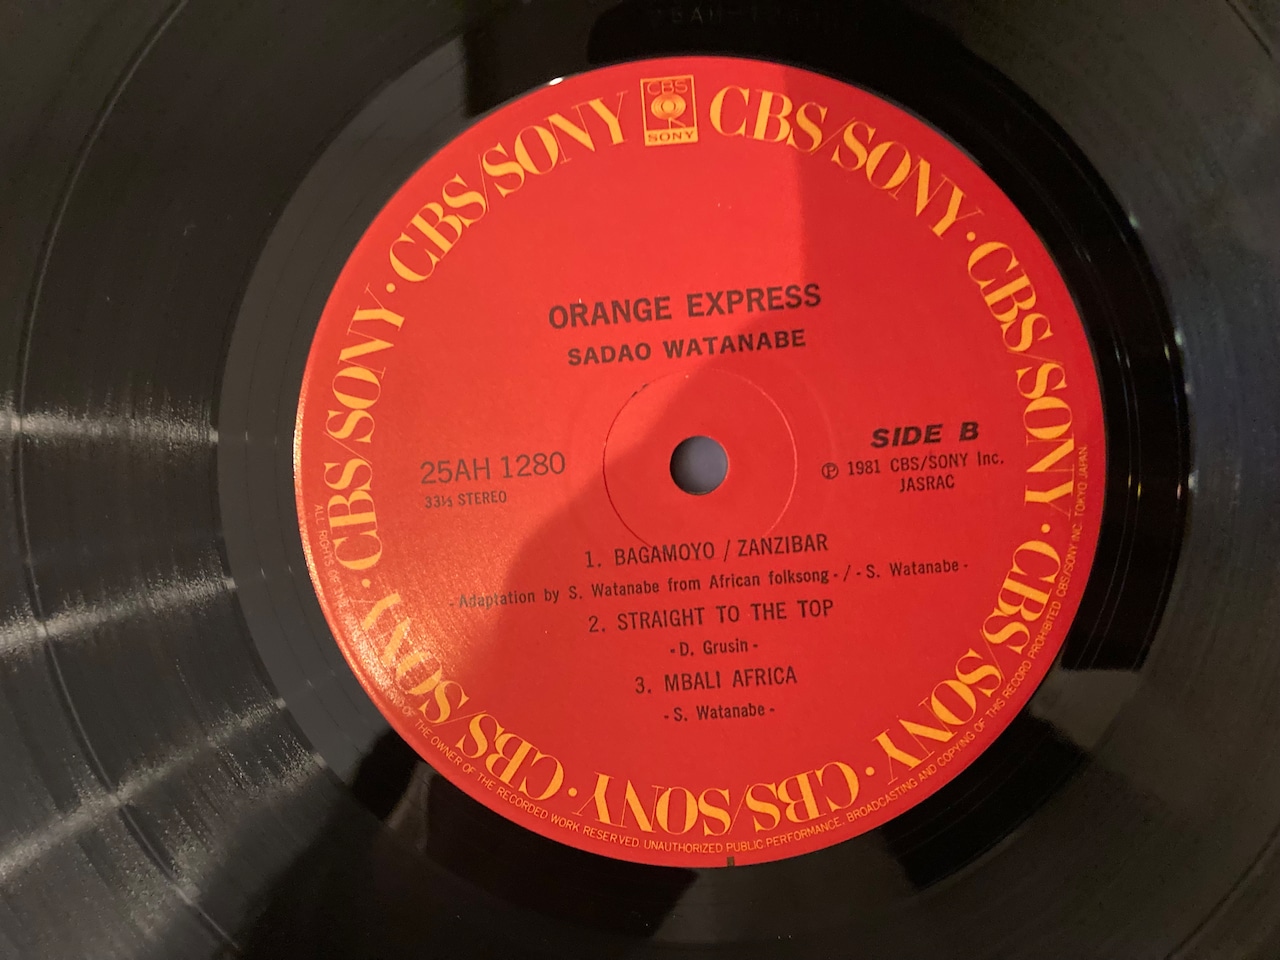 CBS
SONY
CBS/SONY · CBS/SONY · CBS/SONY · CBS/SONY · CBS/SONY · CBS/SONY · CBS/SONY · CBS/SONY
ORANGE EXPRESS
SADAO WATANABE
SIDE B
25AH 1280
33⅓ STEREO
Ⓟ 1981 CBS/SONY Inc.
JASRAC
1. BAGAMOYO / ZANZIBAR
- Adaptation by S. Watanabe from African folksong - / - S. Watanabe -
2. STRAIGHT TO THE TOP
- D. Grusin -
3. MBALI AFRICA
- S. Watanabe -
ALL RIGHTS OF THE OWNER OF THE RECORDED WORK RESERVED. UNAUTHORIZED PUBLIC PERFORMANCE. BROADCASTING AND COPYING OF THIS RECORD PROHIBITED CBS/SONY INC. TOKYO JAPAN